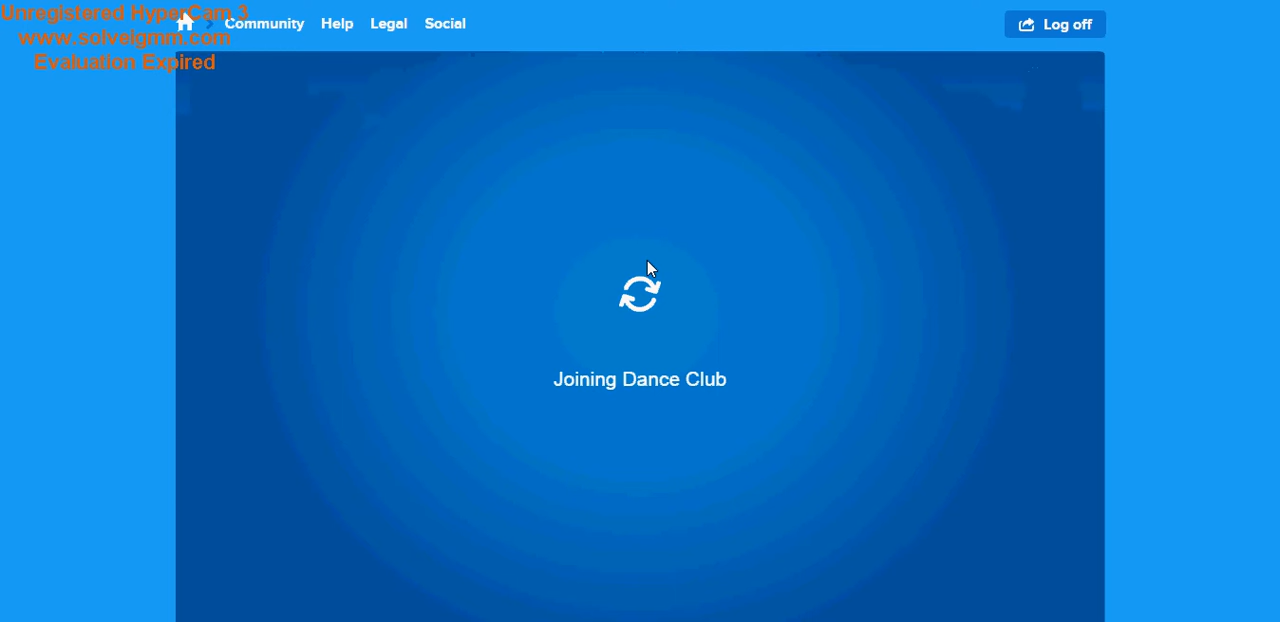 Unregistered HyperCam 3
www.solveigmm.com
Evaluation Expired
Community Help Legal Social
Log off
Joining Dance Club